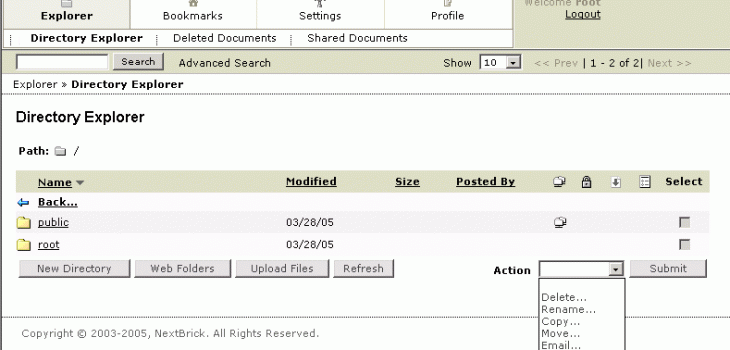 Welcome root
Explorer Bookmarks Settings Profile Logout
Directory Explorer Deleted Documents Shared Documents
Search Advanced Search Show 10 << Prev | 1 - 2 of 2| Next >>
Explorer » Directory Explorer
Directory Explorer
Path: /
Name Modified Size Posted By Select
Back...
public 03/28/05
root 03/28/05
New Directory Web Folders Upload Files Refresh Action Submit
Delete...
Rename...
Copy...
Move...
Email...
Copyright © 2003-2005, NextBrick. All Rights Reserved.